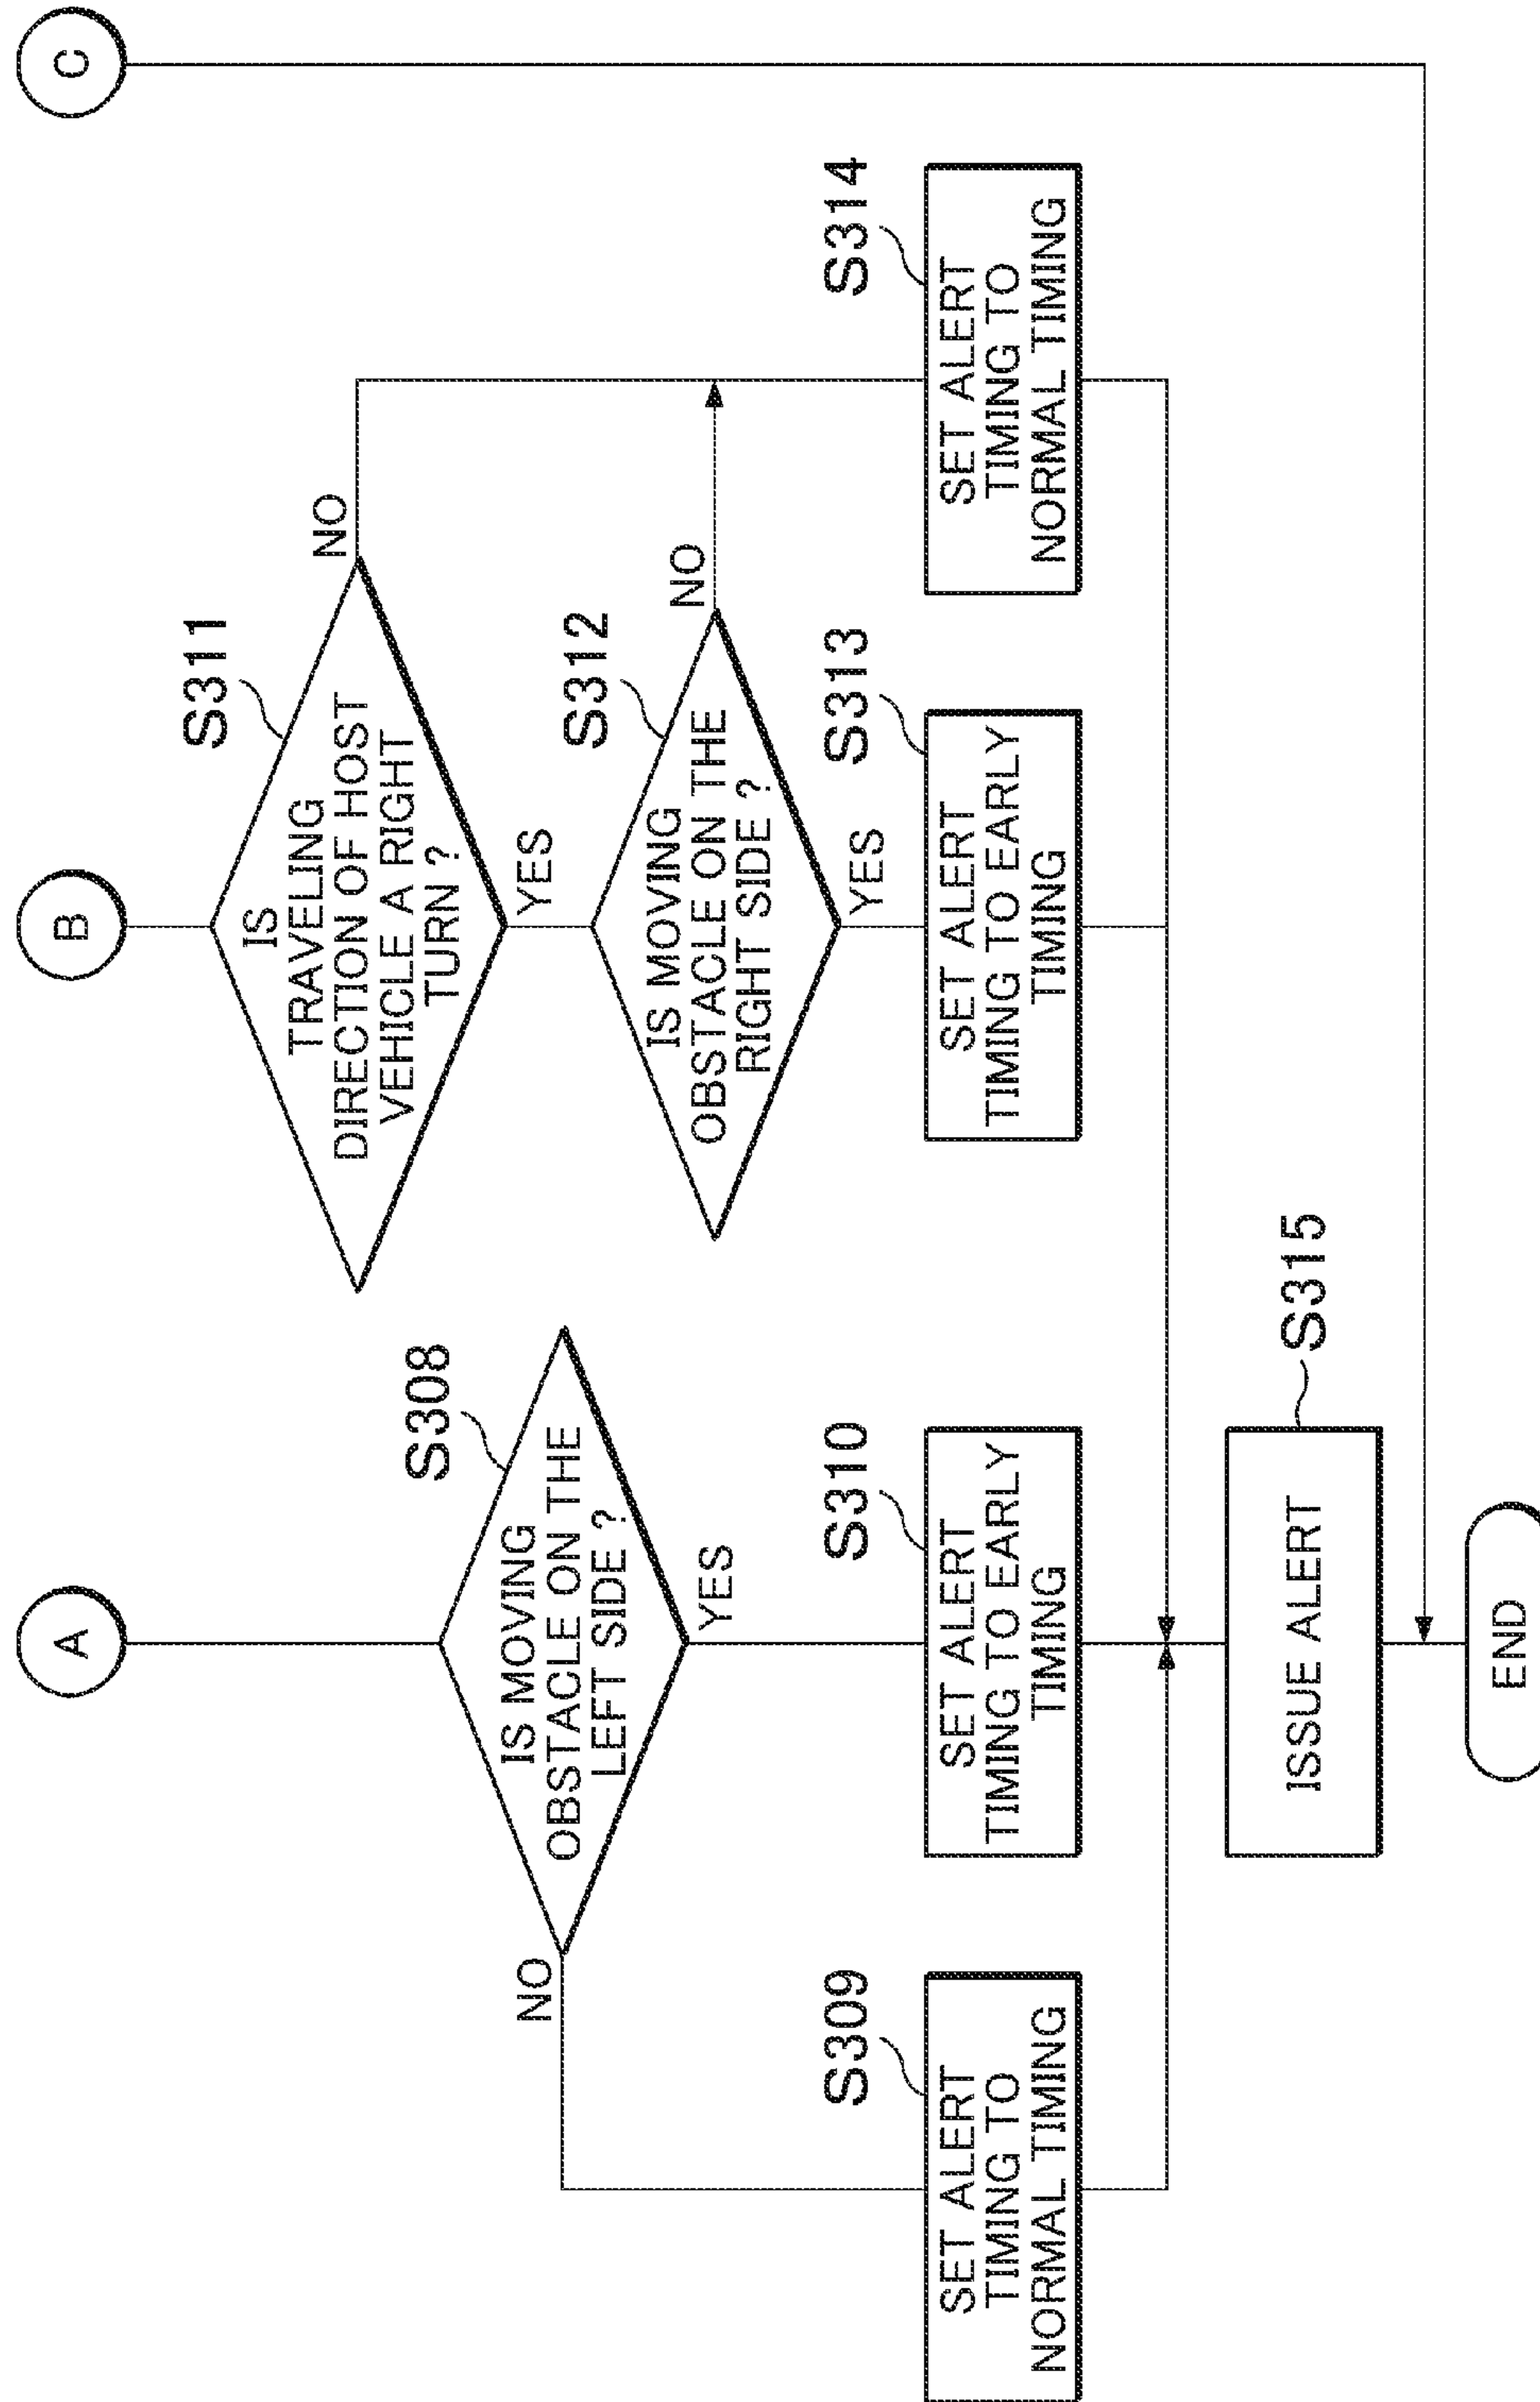 A
B
C
S308
IS MOVING
OBSTACLE ON THE
LEFT SIDE ?
NO
YES
S311
IS
TRAVELING
DIRECTION OF HOST
VEHICLE A RIGHT
TURN ?
NO
YES
S312
IS MOVING
OBSTACLE ON THE
RIGHT SIDE ?
NO
YES
S309
SET ALERT
TIMING TO
NORMAL TIMING
S310
SET ALERT
TIMING TO EARLY
TIMING
S313
SET ALERT
TIMING TO EARLY
TIMING
S314
SET ALERT
TIMING TO
NORMAL TIMING
S315
ISSUE ALERT
END